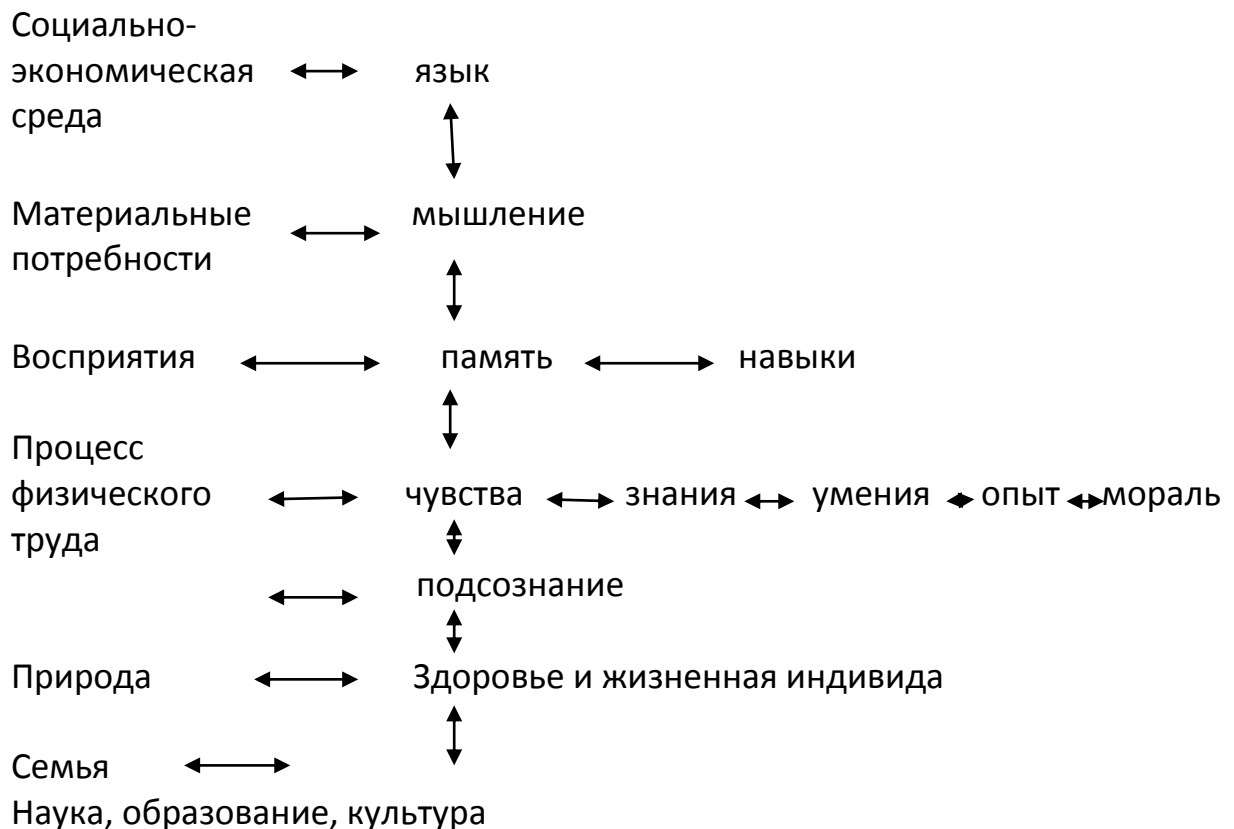 Социально-
экономическая язык
среда
Материальные мышление
потребности
Восприятия память навыки
Процесс
физического чувства знания умения опыт мораль
труда
подсознание
Природа Здоровье и жизненная индивида
Семья
Наука, образование, культура